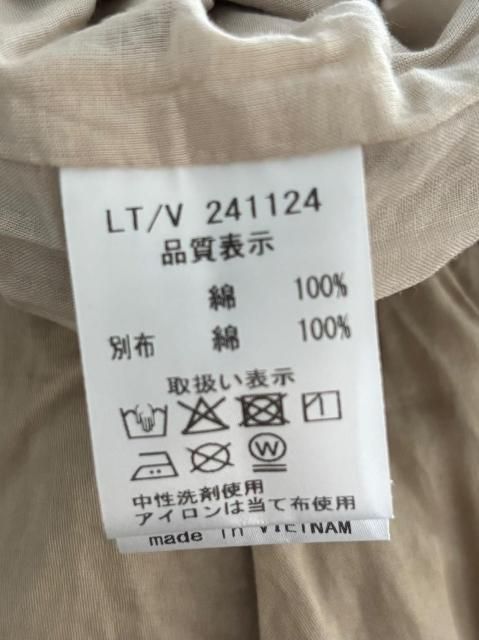 LT/V 241124
品質表示
綿 100%
別布 綿 100%
取扱い表示
W
中性洗剤使用
アイロンは当て布使用
made in VIETNAM